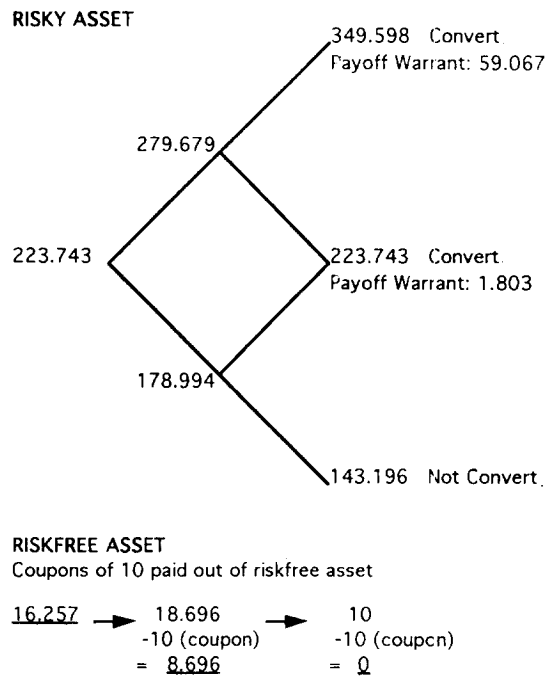 RISKY ASSET
349.598 Convert
Payoff Warrant: 59.067
279.679
223.743
223.743 Convert
Payoff Warrant: 1.803
178.994
143.196 Not Convert
RISKFREE ASSET
Coupons of 10 paid out of riskfree asset
16.257 18.696 10
-10 (coupon) -10 (coupon)
= 8.696 = 0